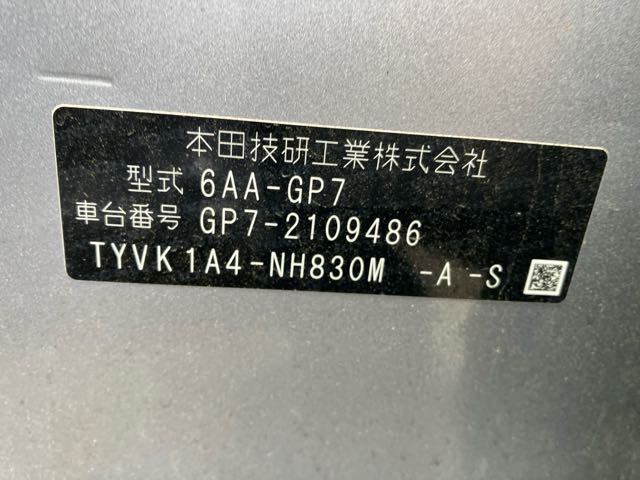 本田技研工業株式会社
型式 6AA-GP7
車台番号 GP7-2109486
TYVK1A4-NH830M -A -S